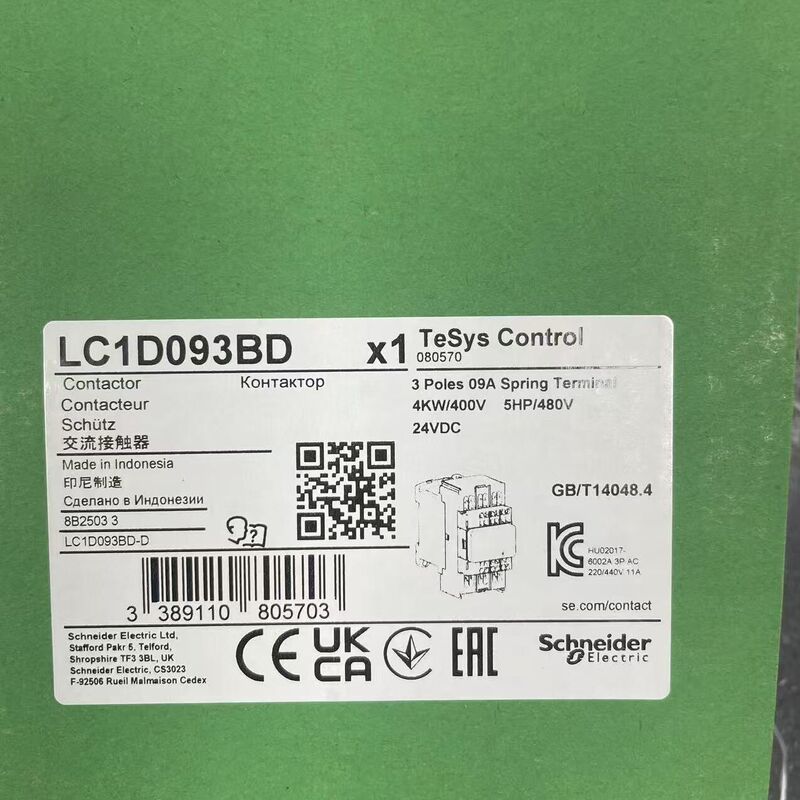 LC1D093BD x1
Contactor Контактор
Contacteur
Schütz
交流接触器
Made in Indonesia
印尼制造
Сделано в Индонезии
8B2503 3
LC1D093BD-D
3 389110 805703
TeSys Control
080570
3 Poles 09A Spring Terminal
4KW/400V 5HP/480V
24VDC
GB/T14048.4
KC
HU02017-
6002A 3P AC
220/440V 11A
se.com/contact
Schneider Electric Ltd,
Stafford Pakr 5, Telford,
Shropshire TF3 3BL, UK
Schneider Electric, CS3023
F-92506 Rueil Malmaison Cedex
CE
UK
CA
EAC
Schneider
Electric